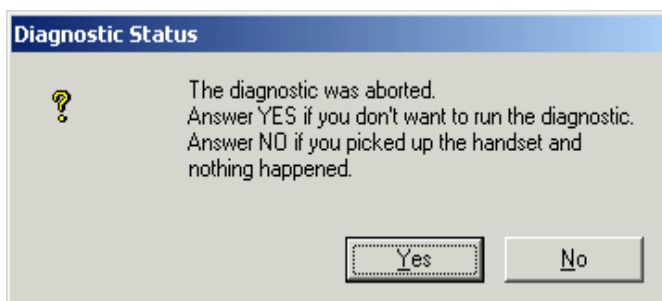 Diagnostic Status
The diagnostic was aborted.
Answer YES if you don't want to run the diagnostic.
Answer NO if you picked up the handset and
nothing happened.
Yes No